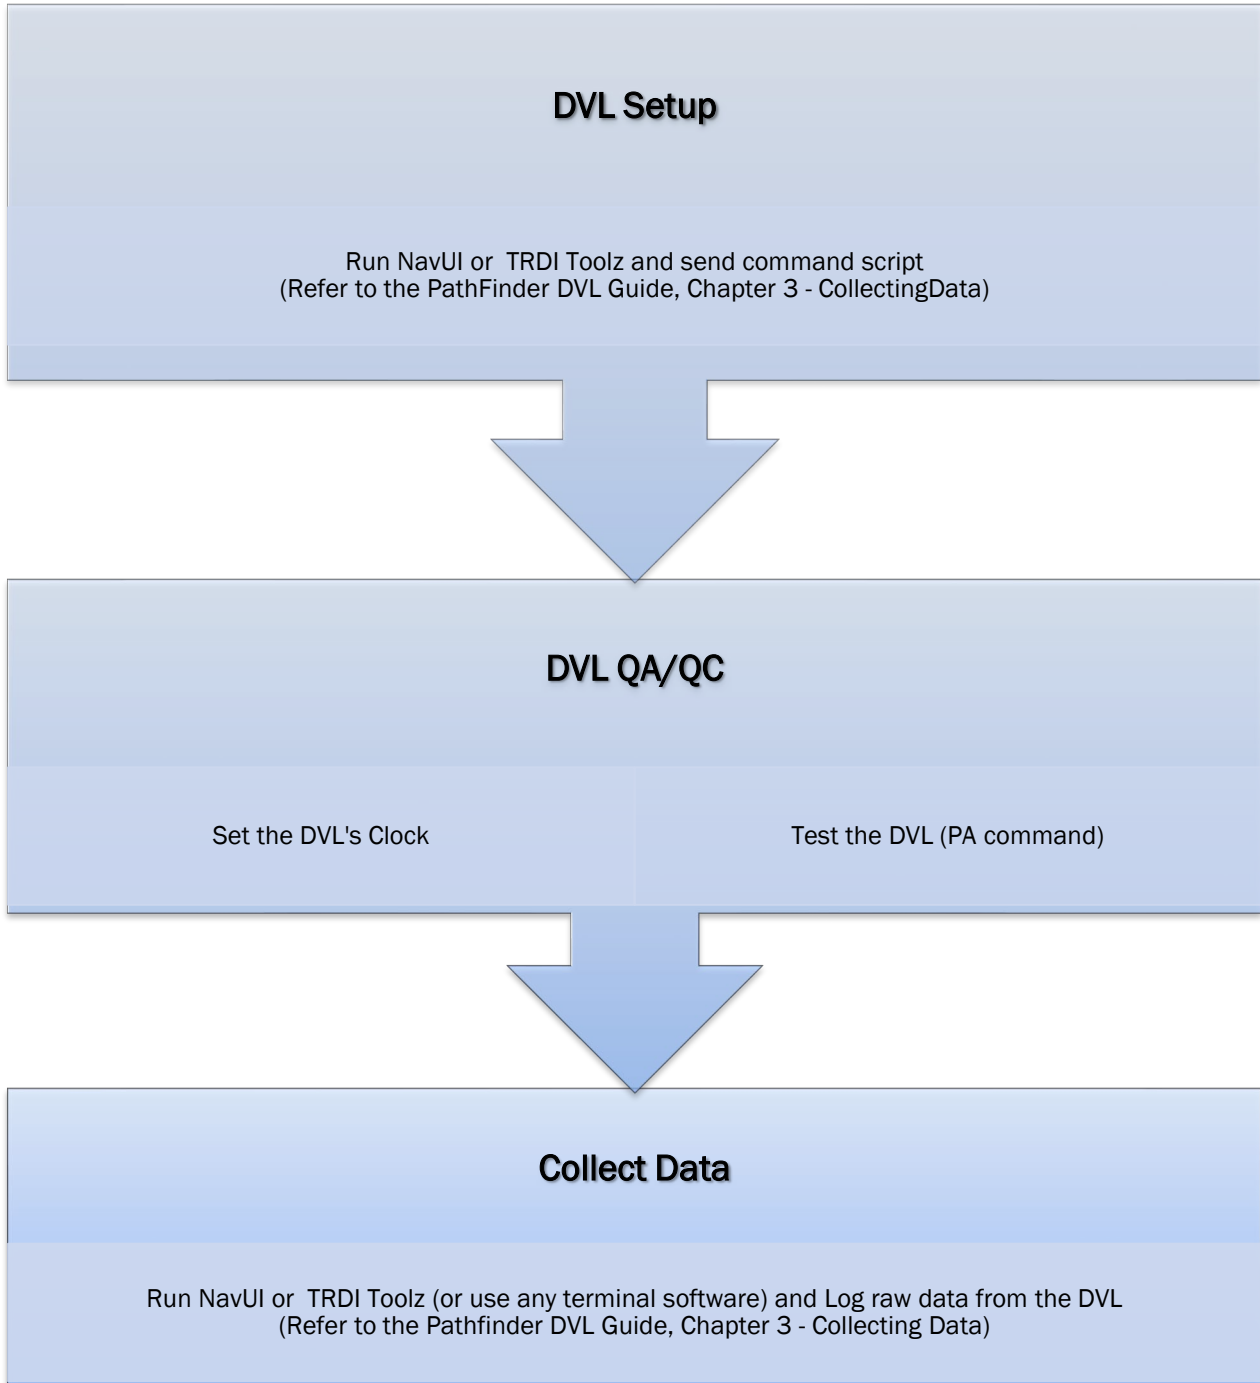 DVL Setup
Run NavUI or  TRDI Toolz and send command script
(Refer to the PathFinder DVL Guide, Chapter 3 - CollectingData)
DVL QA/QC
Set the DVL's Clock
Test the DVL (PA command)
Collect Data
Run NavUI or  TRDI Toolz (or use any terminal software) and Log raw data from the DVL
(Refer to the Pathfinder DVL Guide, Chapter 3 - Collecting Data)